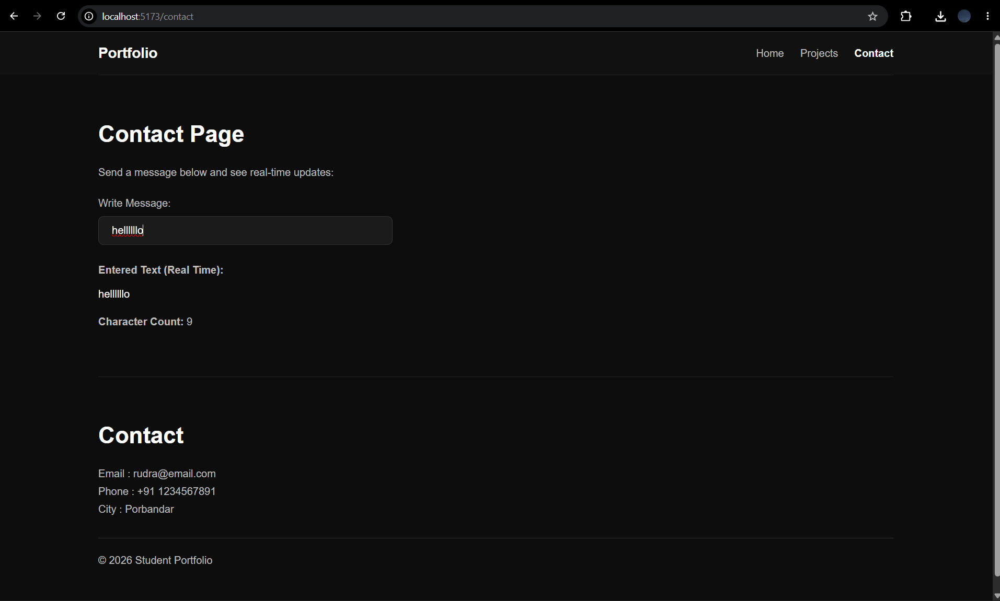 localhost:5173/contact
Portfolio
Home Projects Contact
Contact Page
Send a message below and see real-time updates:
Write Message:
hellllllo
Entered Text (Real Time):
hellllllo
Character Count: 9
Contact
Email : rudra@email.com
Phone : +91 1234567891
City : Porbandar
© 2026 Student Portfolio